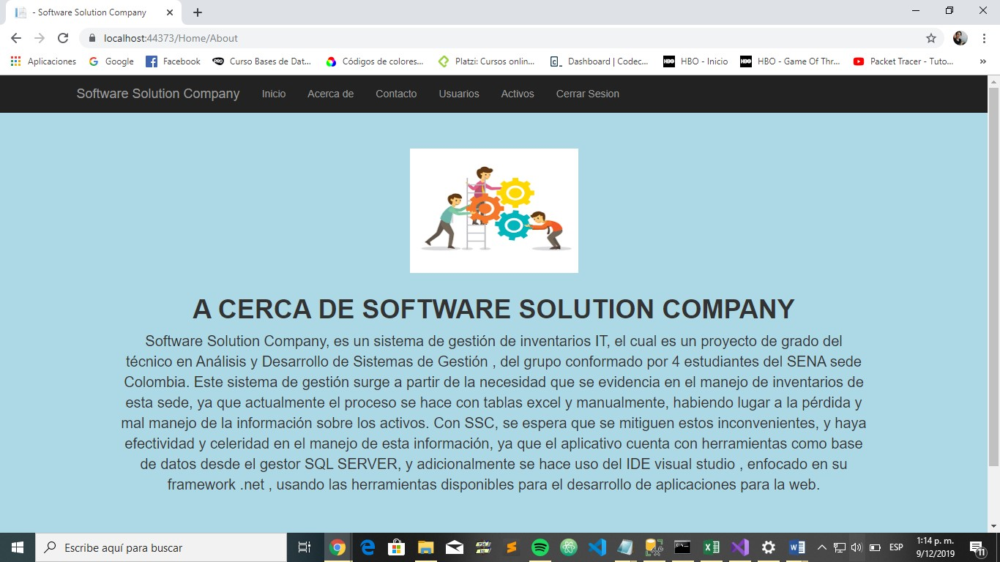 - Software Solution Company
localhost:44373/Home/About
Aplicaciones Google Facebook PRO Curso Bases de Dat... Códigos de colores... Platzi: Cursos onlin... Dashboard | Codec... HBO HBO - Inicio HBO HBO - Game Of Thr... Packet Tracer - Tuto... »
Software Solution Company Inicio Acerca de Contacto Usuarios Activos Cerrar Sesion
A CERCA DE SOFTWARE SOLUTION COMPANY
Software Solution Company, es un sistema de gestión de inventarios IT, el cual es un proyecto de grado del
técnico en Análisis y Desarrollo de Sistemas de Gestión , del grupo conformado por 4 estudiantes del SENA sede
Colombia. Este sistema de gestión surge a partir de la necesidad que se evidencia en el manejo de inventarios de
esta sede, ya que actualmente el proceso se hace con tablas excel y manualmente, habiendo lugar a la pérdida y
mal manejo de la información sobre los activos. Con SSC, se espera que se mitiguen estos inconvenientes, y haya
efectividad y celeridad en el manejo de esta información, ya que el aplicativo cuenta con herramientas como base
de datos desde el gestor SQL SERVER, y adicionalmente se hace uso del IDE visual studio , enfocado en su
framework .net , usando las herramientas disponibles para el desarrollo de aplicaciones para la web.
Escribe aquí para buscar
ESP
1:14 p. m.
9/12/2019
11